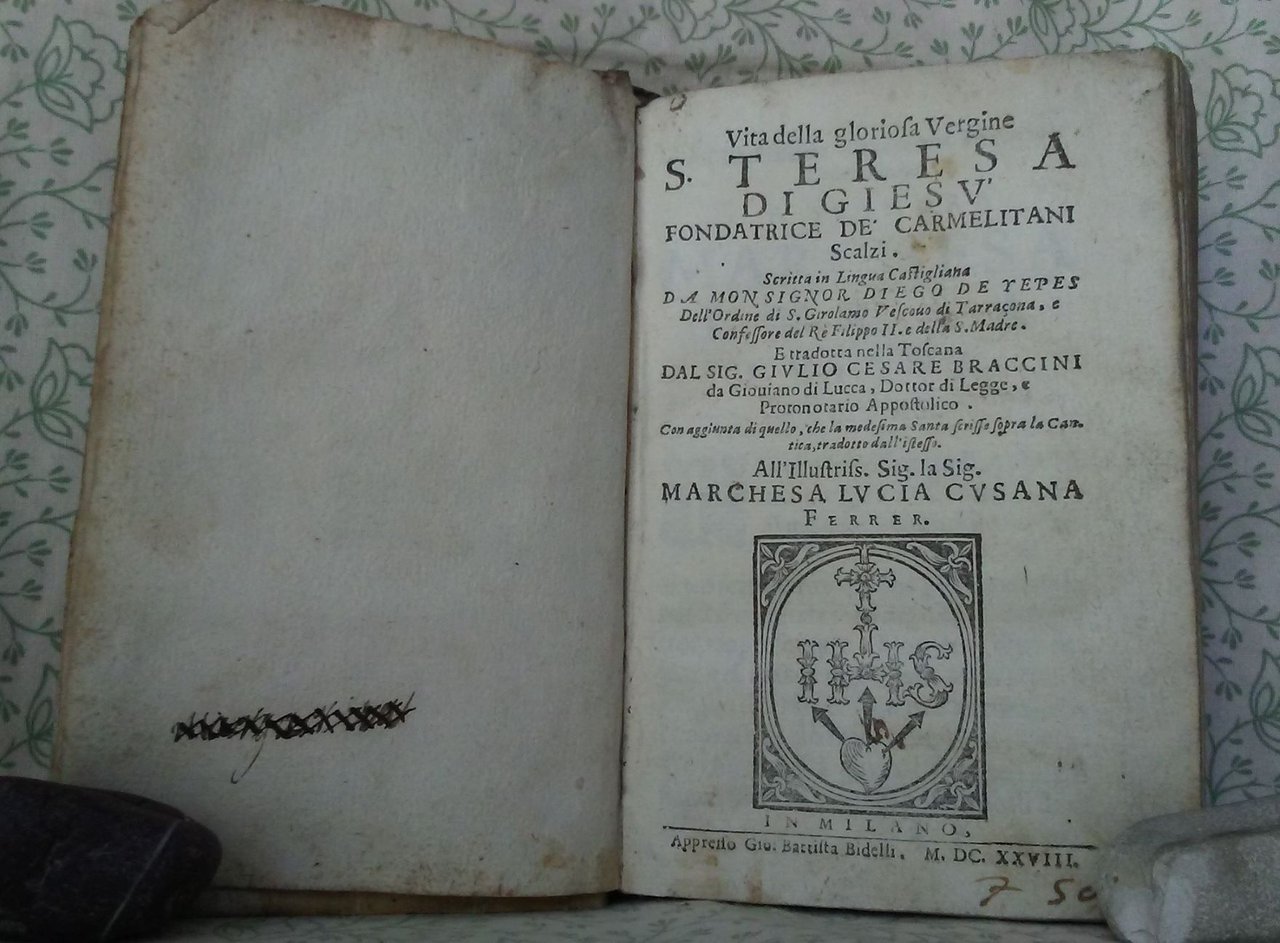 Vita della glorioſa Vergine
S. TERESA
DI GIESV'
FONDATRICE DE' CARMELITANI
Scalzi.
Scritta in Lingua Caſtigliana
DA MONSIGNOR DIEGO DE YEPES
Dell'Ordine di S. Girolamo Veſcouo di Tarraçona, e
Confeſſore del Rè Filippo II. e della S. Madre.
E tradotta nella Toſcana
DAL SIG. GIVLIO CESARE BRACCINI
da Giouiano di Lucca, Dottor di Legge, e
Protonotario Appoſtolico.
Con aggiunta di quello, che la medeſima Santa ſcriſſe ſopra la Can-
tica, tradotto dall'iſteſſo.
All'Illuſtriſs. Sig. la Sig.
MARCHESA LVCIA CVSANA
FERRER.
IHS
IN MILANO,
Appreſſo Gio. Battiſta Bidelli. M. DC. XXVIII.
7 50